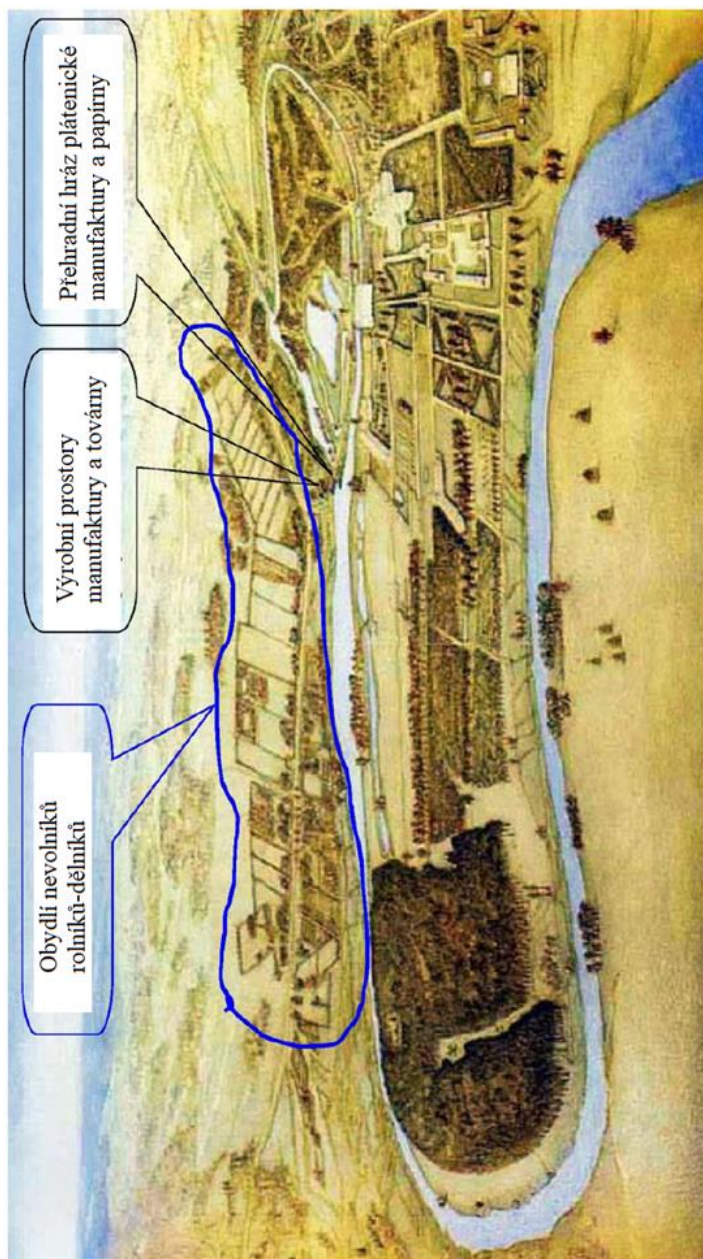 Obydlí nevolníků
rolníků-dělníků
Výrobní prostory
manufaktury a továrny
Přehradní hráz plátenické
manufaktury a papírny